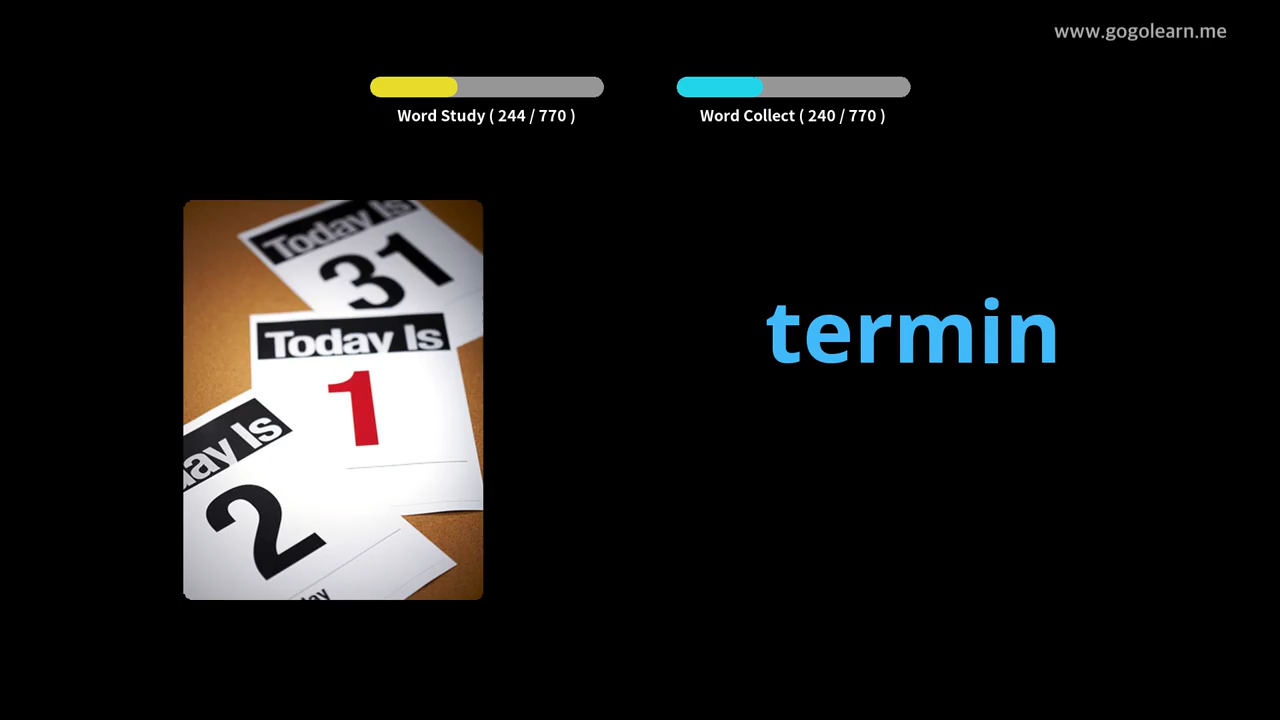 www.gogolearn.me
Word Study ( 244 / 770 )
Word Collect ( 240 / 770 )
Today Is
31
Today Is
1
termin
ay Is
2
ay